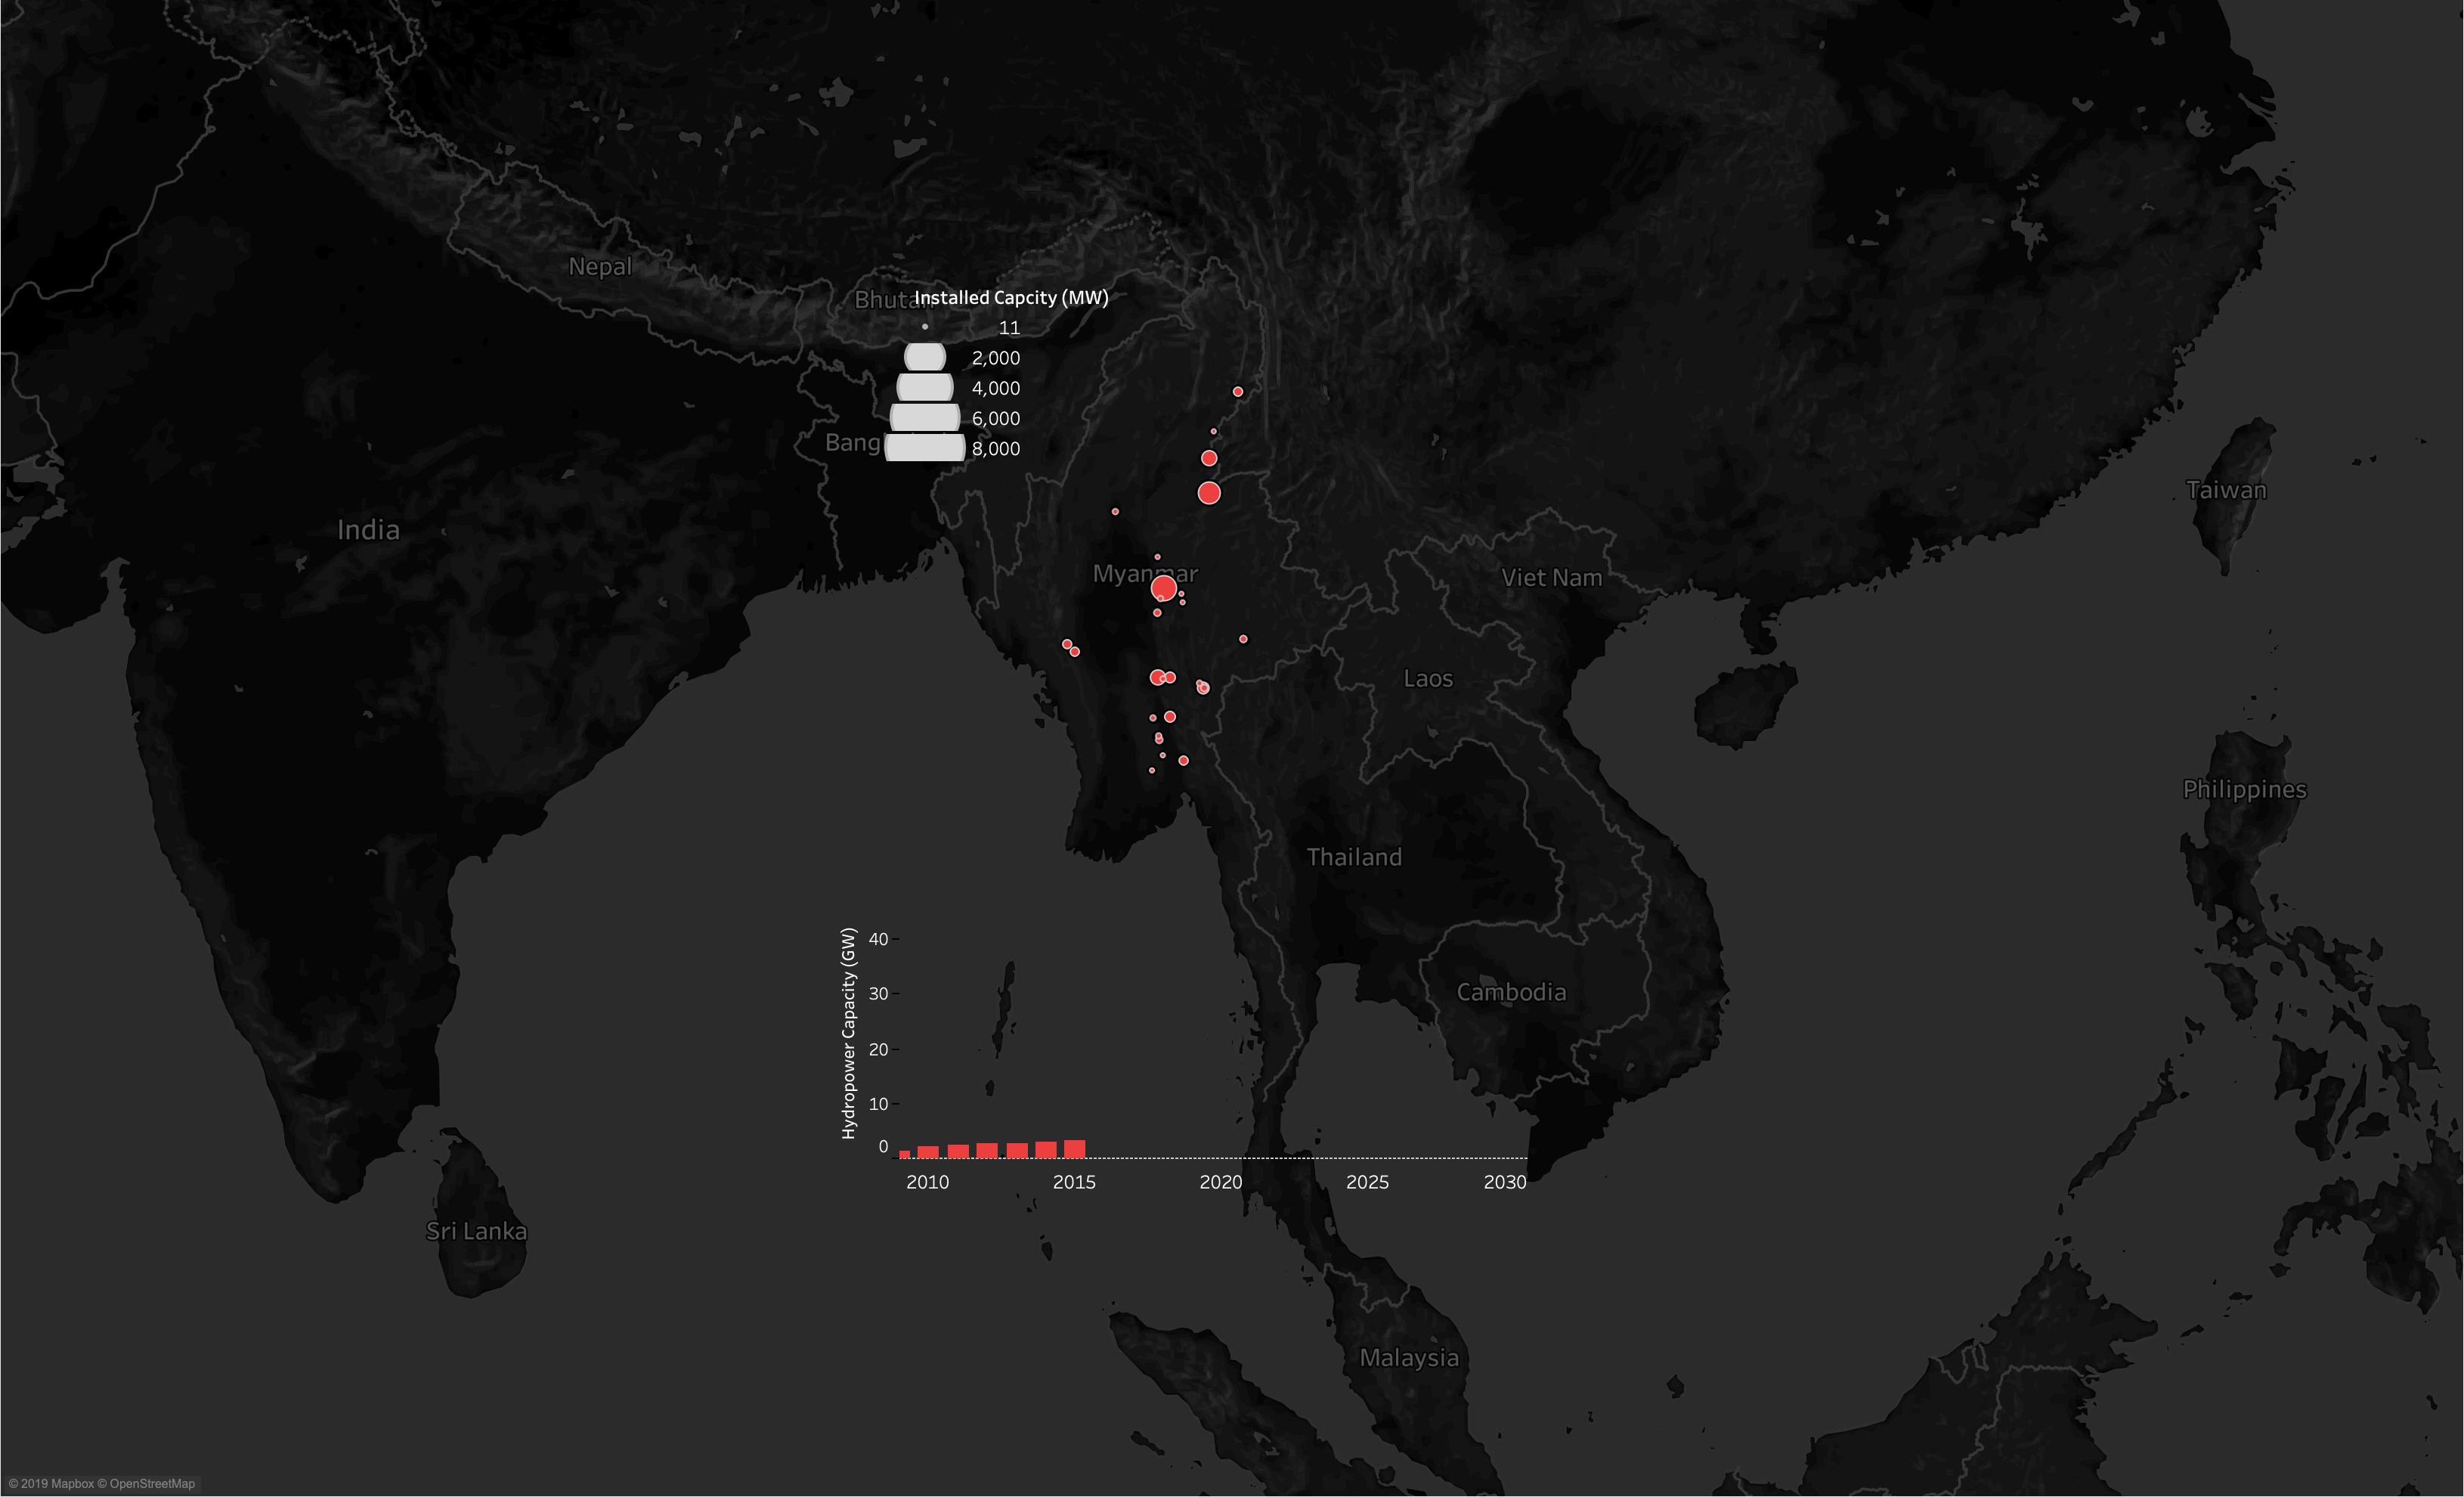 Nepal
Bhutan
Installed Capcity (MW)
11
2,000
4,000
6,000
8,000
Bang
India
Myanmar
Viet Nam
Taiwan
Laos
Philippines
Thailand
Cambodia
Hydropower Capacity (GW)
40
30
20
10
0
2010 2015 2020 2025 2030
Sri Lanka
Malaysia
© 2019 Mapbox © OpenStreetMap